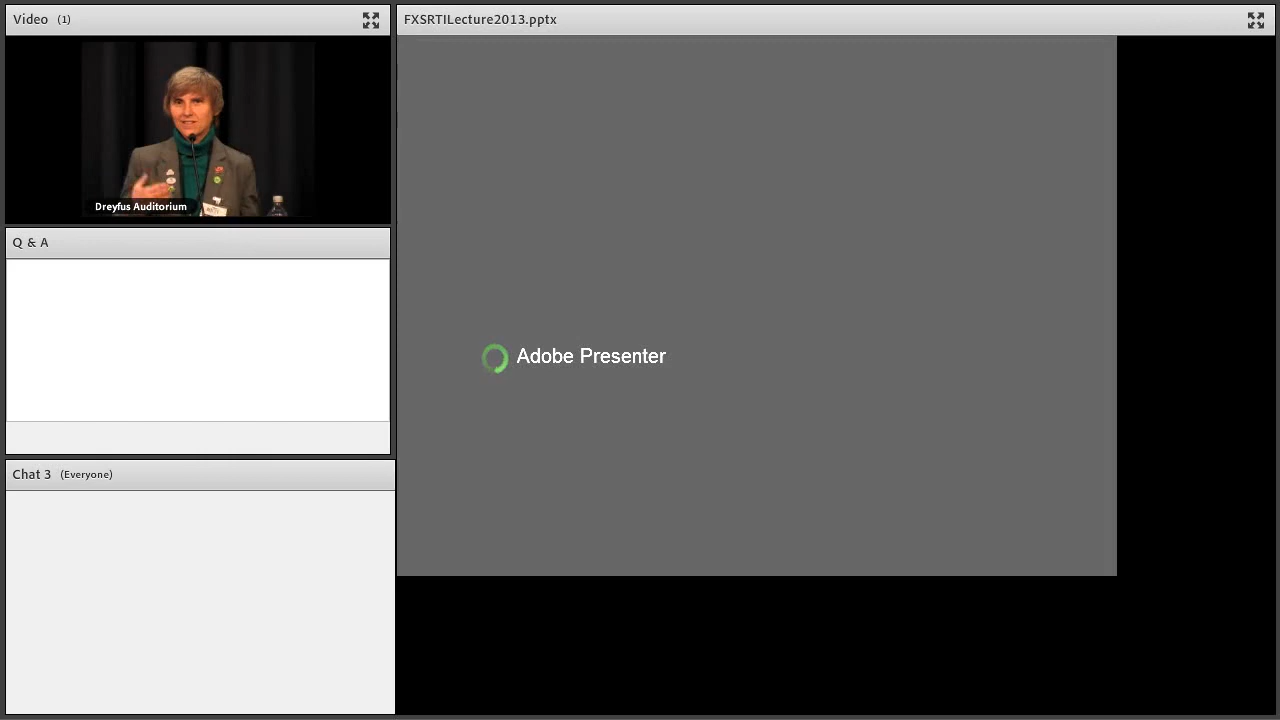 Video (1)
FXSRTILecture2013.pptx
Dreyfus Auditorium
Q & A
Adobe Presenter
Chat 3 (Everyone)